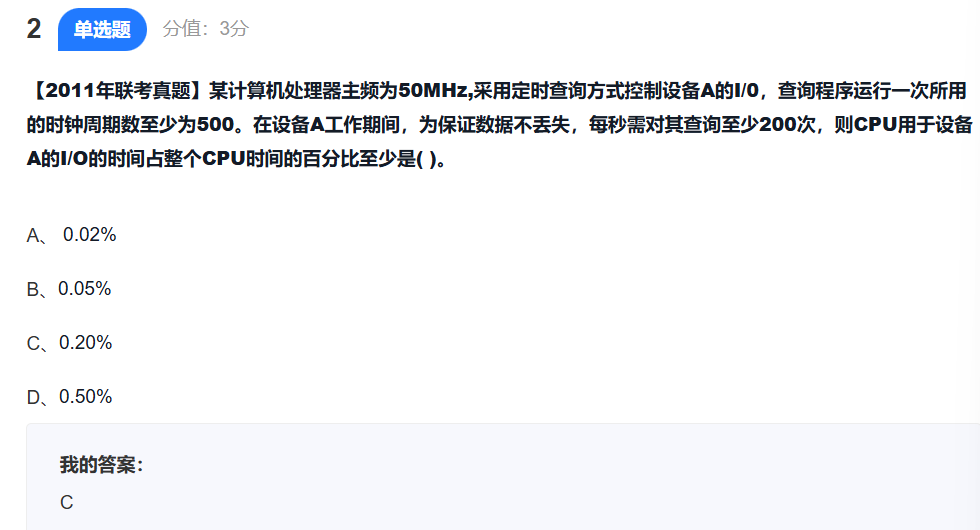 2 单选题 分值：3分
【2011年联考真题】某计算机处理器主频为50MHz,采用定时查询方式控制设备A的I/0，查询程序运行一次所用
的时钟周期数至少为500。在设备A工作期间，为保证数据不丢失，每秒需对其查询至少200次，则CPU用于设备
A的I/O的时间占整个CPU时间的百分比至少是( )。
A、 0.02%
B、0.05%
C、0.20%
D、0.50%
我的答案：
C